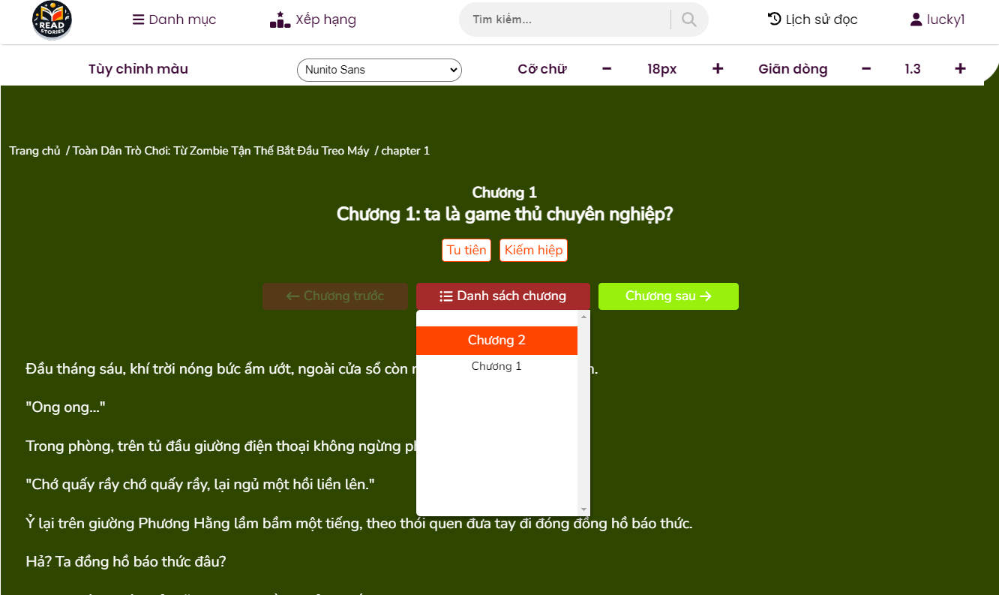 READ
STORIES
Danh mục
Xếp hạng
Tìm kiếm...
Lịch sử đọc
lucky1
Tùy chỉnh màu
Nunito Sans
Cỡ chữ - 18px +
Giãn dòng - 1.3 +
Trang chủ / Toàn Dân Trò Chơi: Từ Zombie Tận Thế Bắt Đầu Treo Máy / chapter 1
Chương 1
Chương 1: ta là game thủ chuyên nghiệp?
Tu tiên Kiếm hiệp
← Chương trước
Danh sách chương
Chương sau →
Chương 2
Chương 1
Đầu tháng sáu, khí trời nóng bức ẩm ướt, ngoài cửa sổ còn
"Ong ong..."
Trong phòng, trên tủ đầu giường điện thoại không ngừng
"Chớ quấy rầy chớ quấy rầy, lại ngủ một hồi liền lên."
Ỷ lại trên giường Phương Hằng lầm bầm một tiếng, theo thói quen đưa tay đi đóng đồng hồ báo thức.
Hả? Ta đồng hồ báo thức đâu?